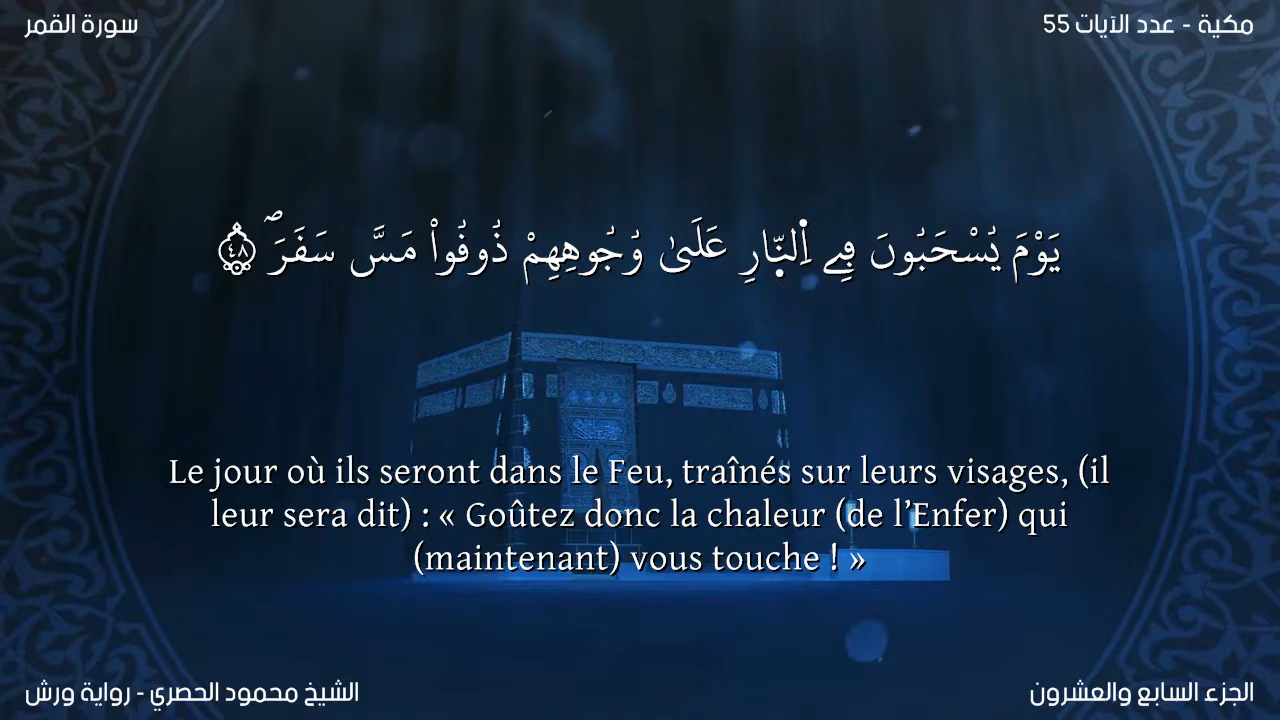 سورة القمر
مكية - عدد الآيات 55
يَوْمَ يُسْحَبُونَ فِے اِ۬لنّ۪ارِ عَلَىٰ وُجُوهِهِمْ ذُوقُواْ مَسَّ سَقَرَۖ ٤٨
Le jour où ils seront dans le Feu, traînés sur leurs visages, (il
leur sera dit) : « Goûtez donc la chaleur (de l’Enfer) qui
(maintenant) vous touche ! »
الشيخ محمود الحصري - رواية ورش
الجزء السابع والعشرون